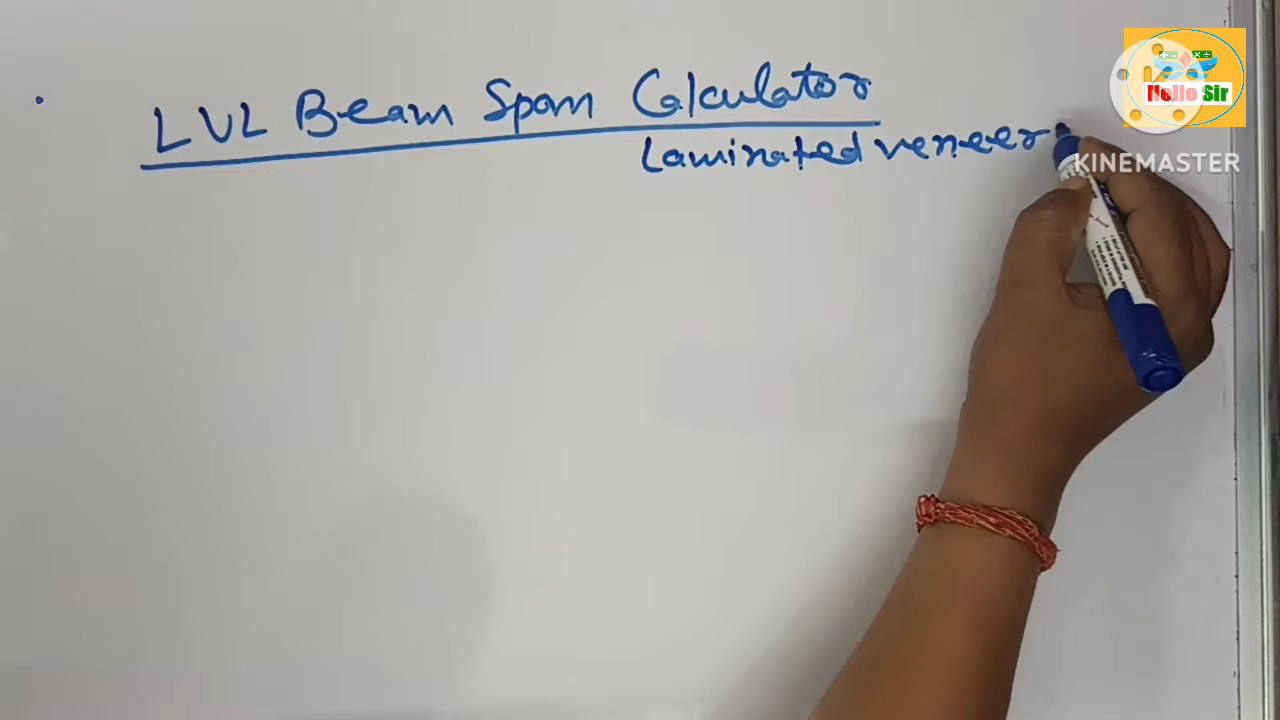 LVL Beam Span Calculator
Laminated veneer
Hello Sir
KINEMASTER